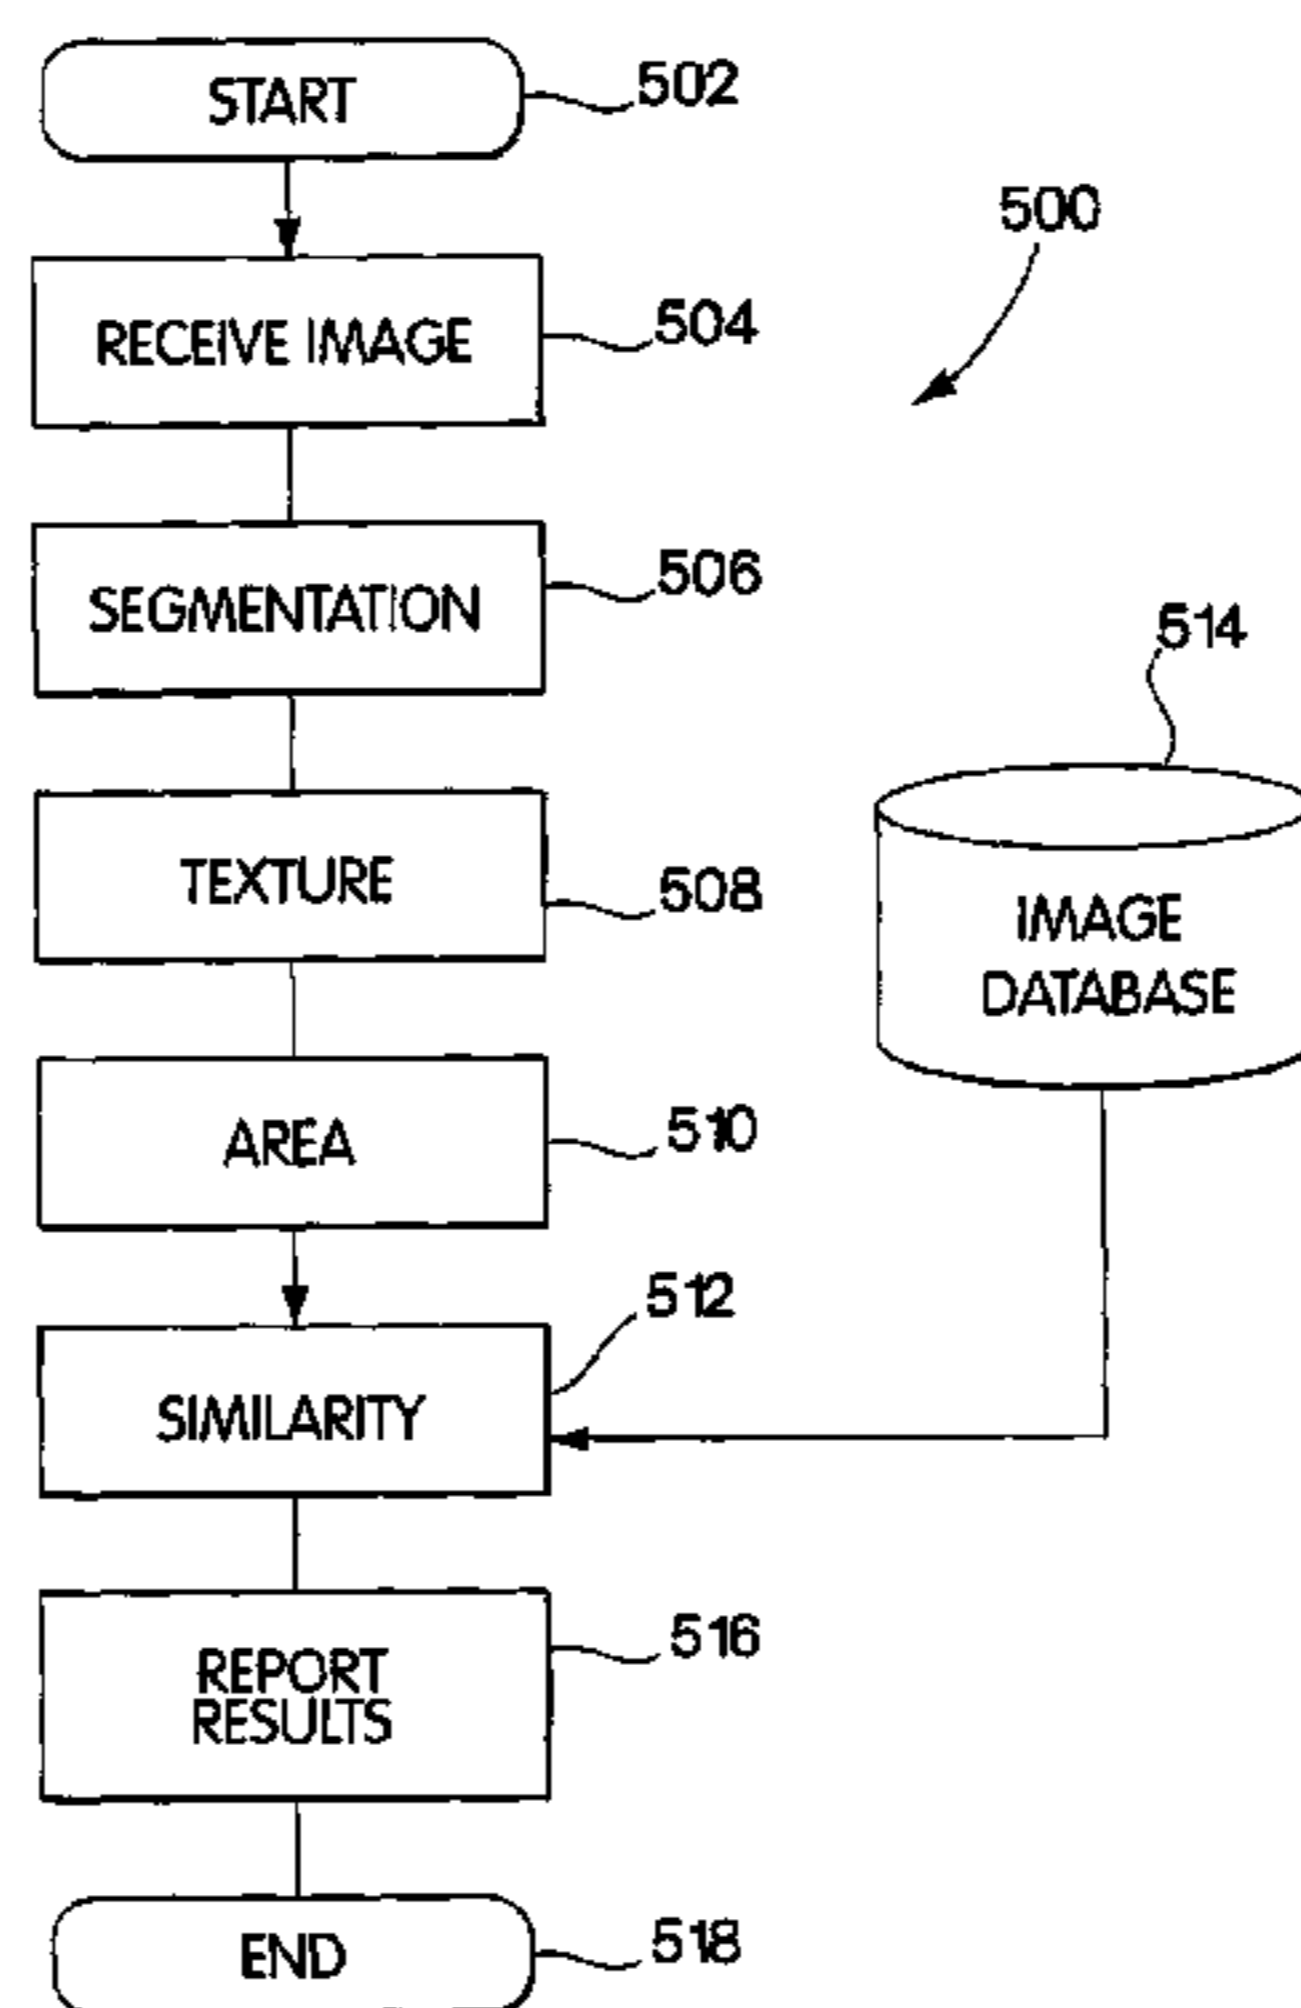 START
502
500
RECEIVE IMAGE
504
SEGMENTATION
506
514
TEXTURE
508
IMAGE
DATABASE
AREA
510
512
SIMILARITY
REPORT
RESULTS
516
END
518